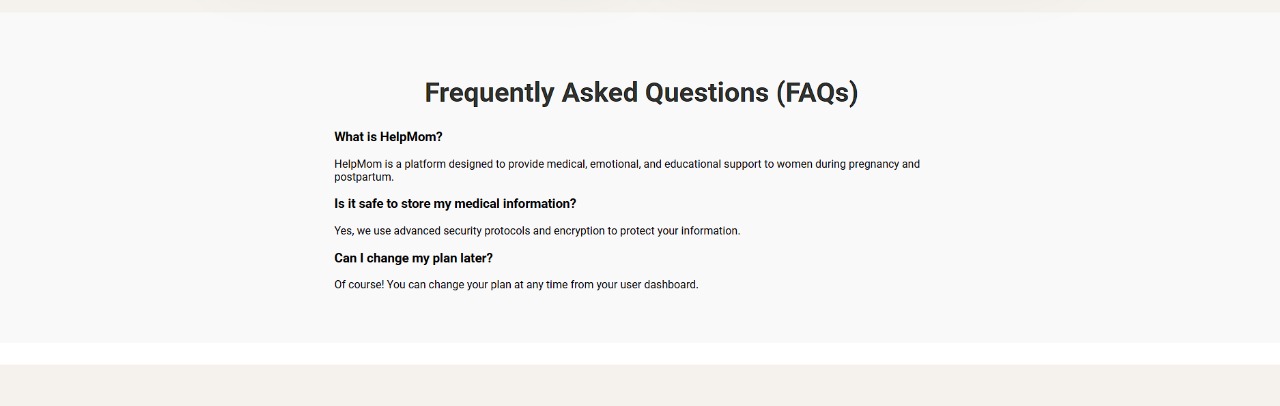 Frequently Asked Questions (FAQs)
What is HelpMom?
HelpMom is a platform designed to provide medical, emotional, and educational support to women during pregnancy and
postpartum.
Is it safe to store my medical information?
Yes, we use advanced security protocols and encryption to protect your information.
Can I change my plan later?
Of course! You can change your plan at any time from your user dashboard.